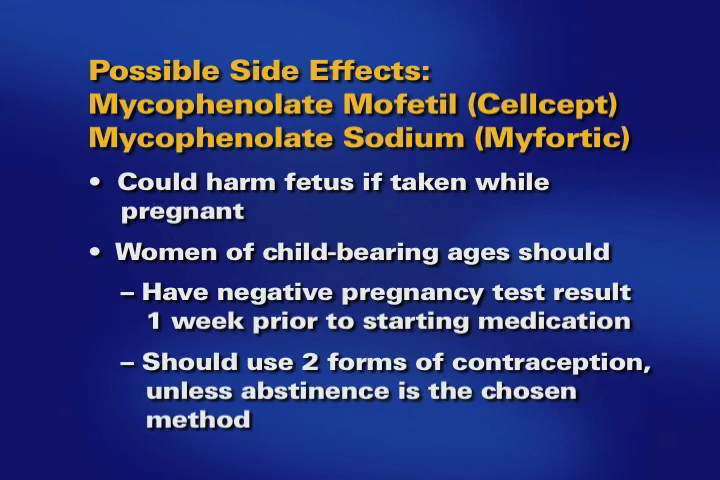 Possible Side Effects:
Mycophenolate Mofetil (Cellcept)
Mycophenolate Sodium (Myfortic)
• Could harm fetus if taken while
pregnant
• Women of child-bearing ages should
– Have negative pregnancy test result
1 week prior to starting medication
– Should use 2 forms of contraception,
unless abstinence is the chosen
method